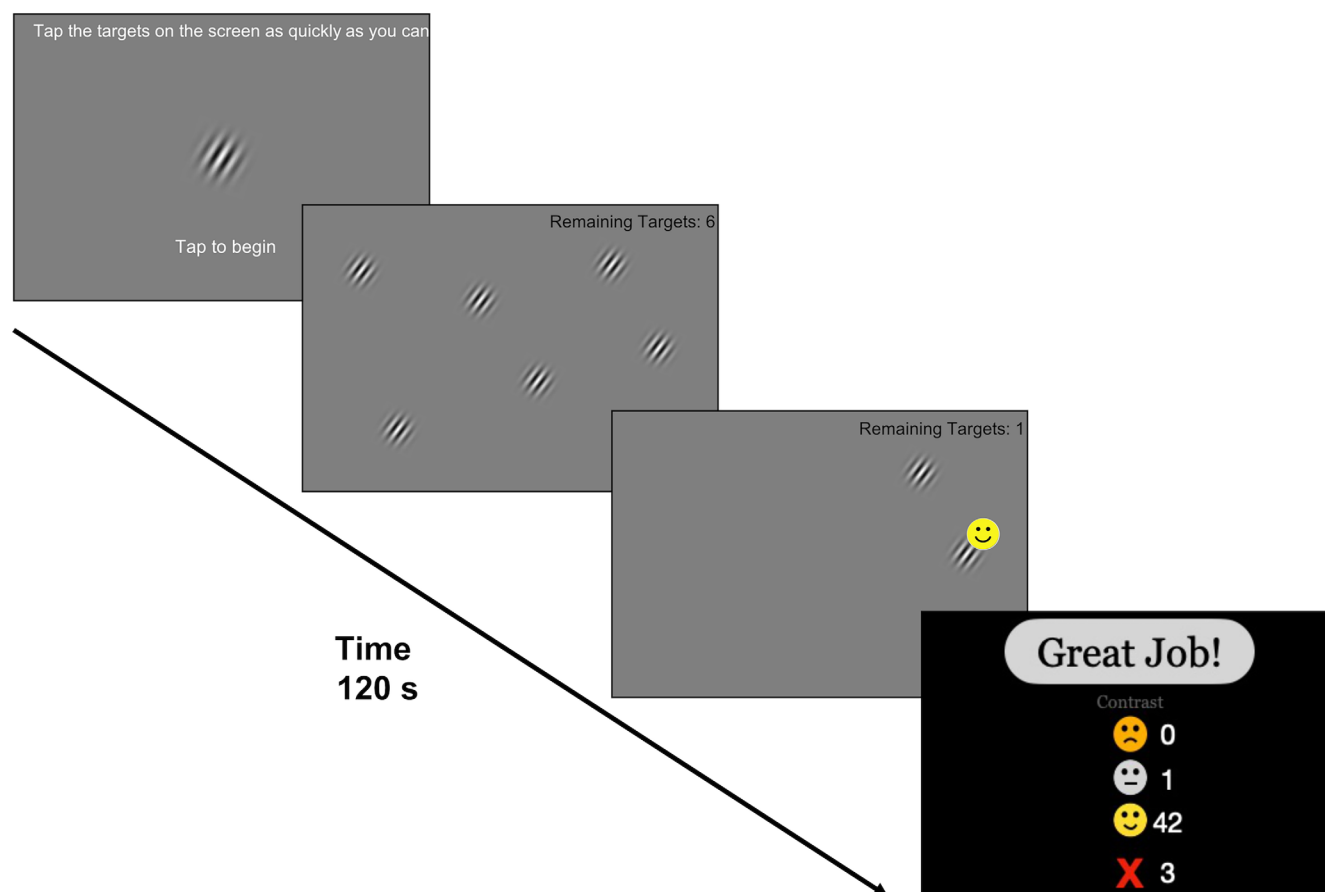 Tap the targets on the screen as quickly as you can
Tap to begin
Remaining Targets: 6
Remaining Targets: 1
Time
120 s
Great Job!
Contrast
0
1
42
X 3